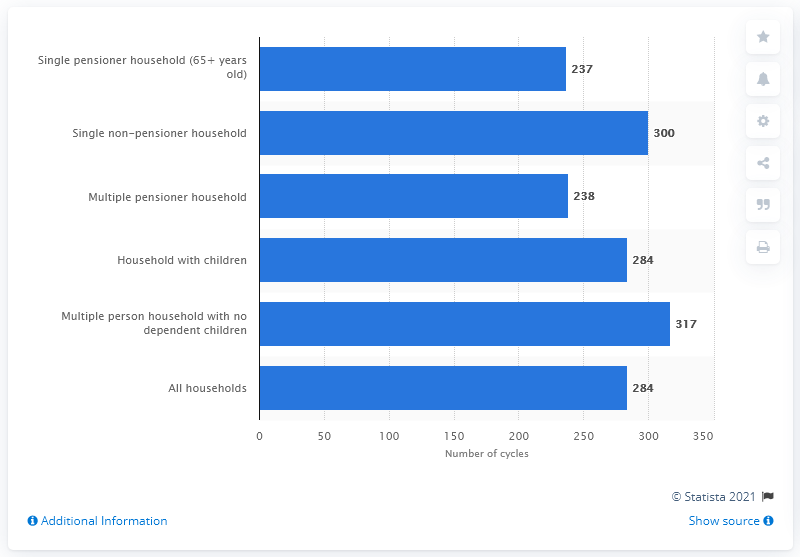 Single pensioner household (65+ years
old)
237
Single non-pensioner household
300
Multiple pensioner household
238
Household with children
284
Multiple person household with no
dependent children
317
All households
284
0 50 100 150 200 250 300 350
Number of cycles
© Statista 2021
Additional Information
Show source